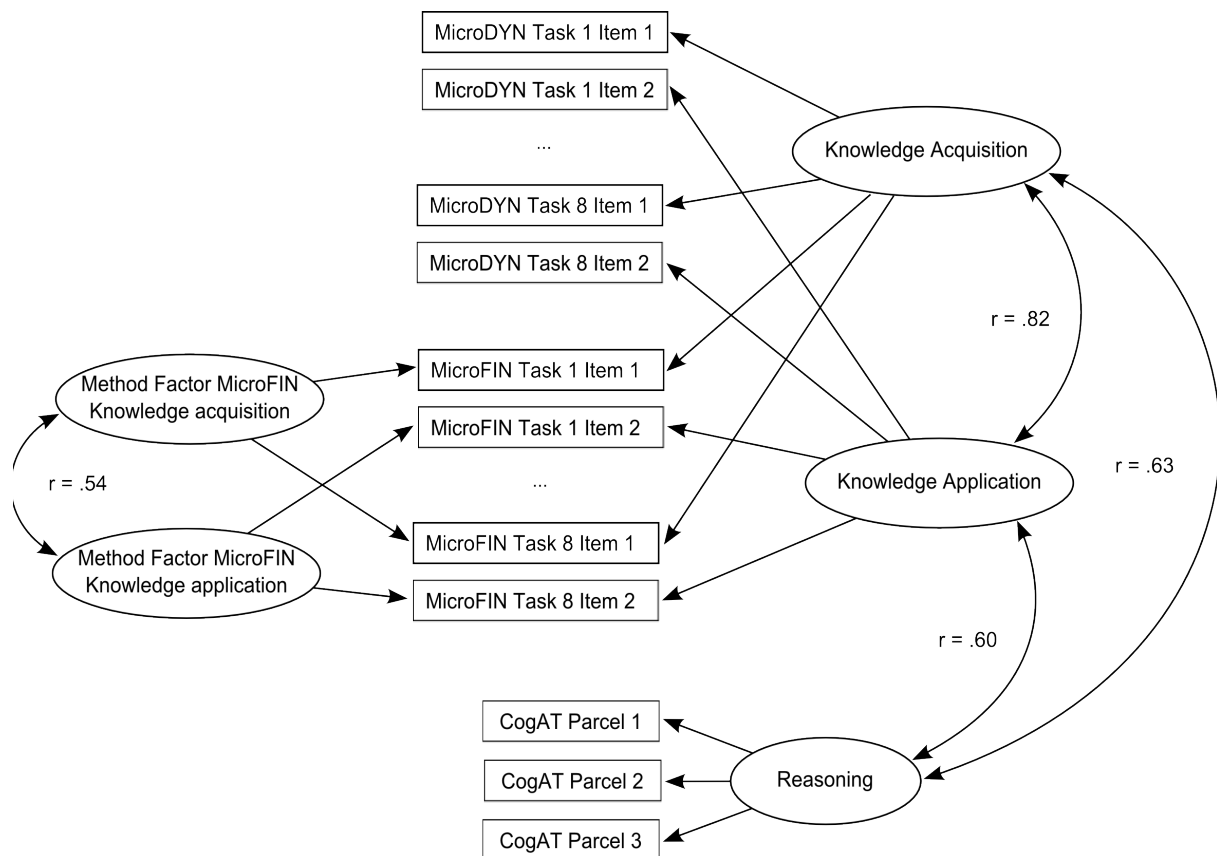 MicroDYN Task 1 Item 1
MicroDYN Task 1 Item 2
...
MicroDYN Task 8 Item 1
MicroDYN Task 8 Item 2
Knowledge Acquisition
r = .82
Method Factor MicroFIN
Knowledge acquisition
r = .54
Method Factor MicroFIN
Knowledge application
MicroFIN Task 1 Item 1
MicroFIN Task 1 Item 2
...
MicroFIN Task 8 Item 1
MicroFIN Task 8 Item 2
Knowledge Application
r = .63
r = .60
CogAT Parcel 1
CogAT Parcel 2
CogAT Parcel 3
Reasoning